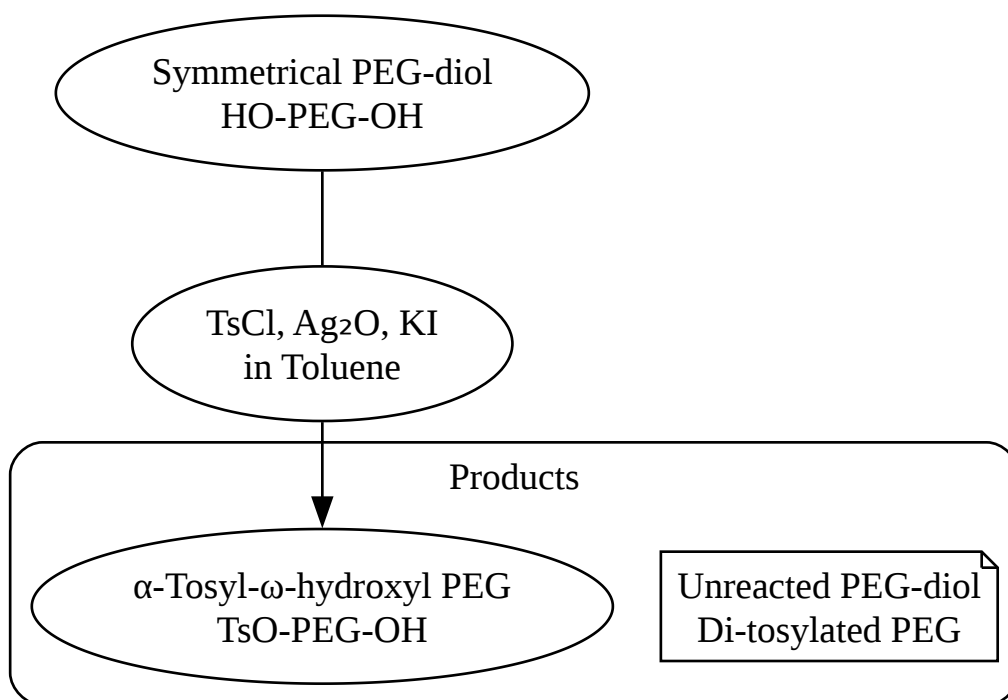 Symmetrical PEG-diol
HO-PEG-OH
TsCl, Ag₂O, KI
in Toluene
Products
α-Tosyl-ω-hydroxyl PEG
TsO-PEG-OH
Unreacted PEG-diol
Di-tosylated PEG